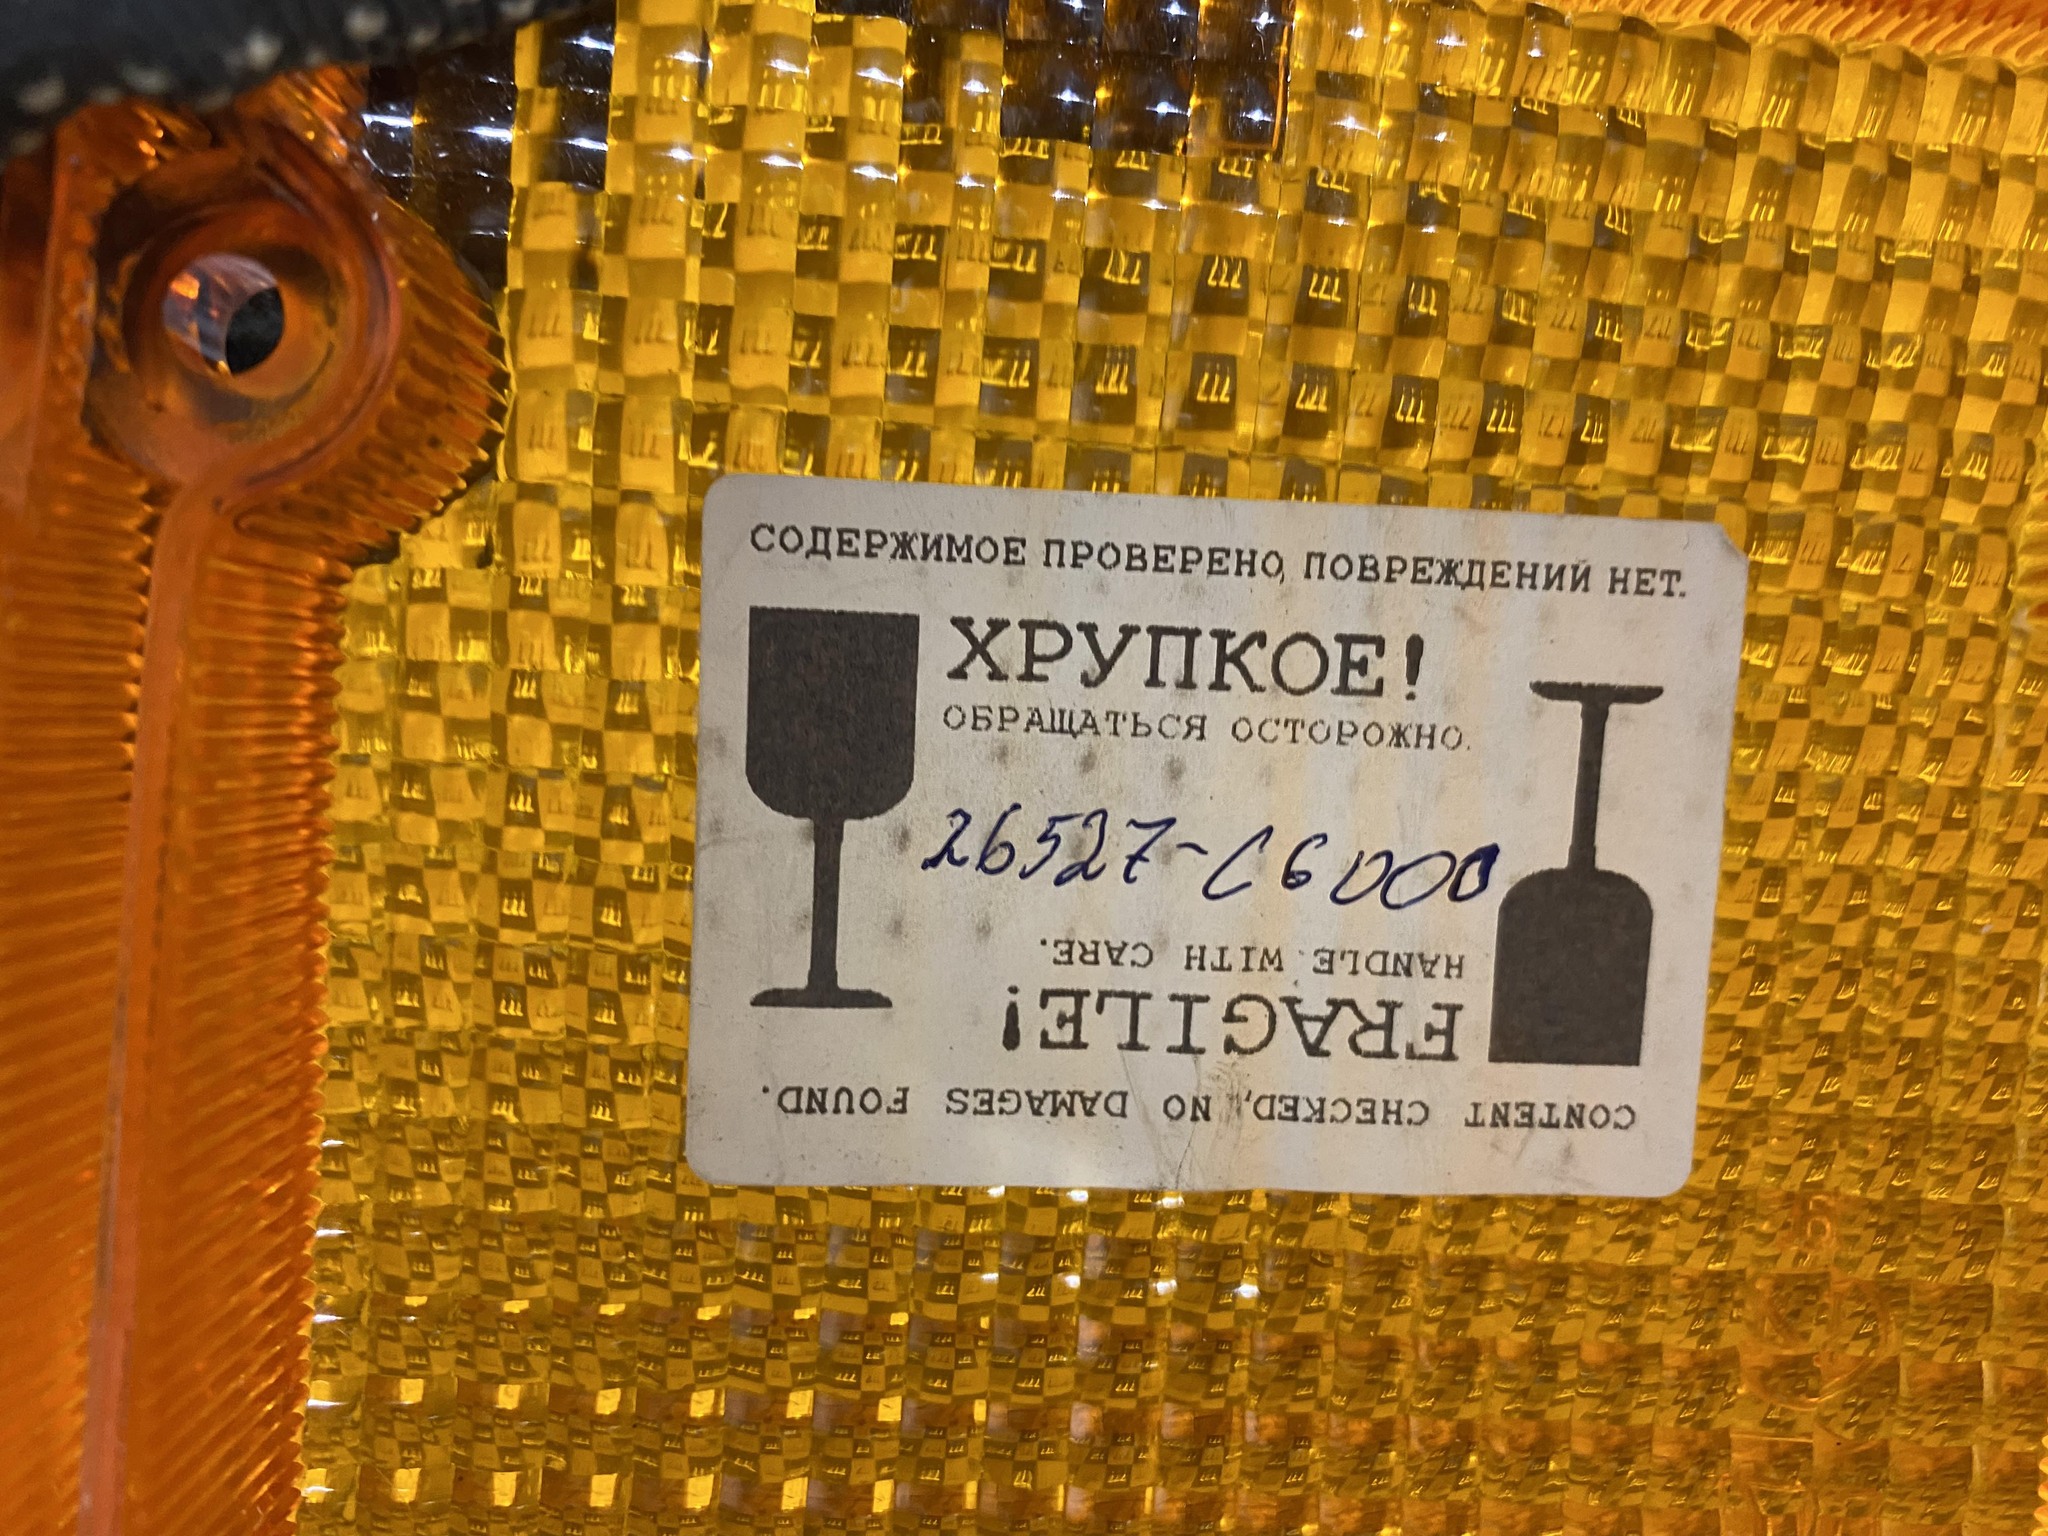 СОДЕРЖИМОЕ ПРОВЕРЕНО, ПОВРЕЖДЕНИЙ НЕТ.
ХРУПКОЕ!
ОБРАЩАТЬСЯ ОСТОРОЖНО.
26527-C6000
CONTENT CHECKED, NO DAMAGES FOUND.
FRAGILE!
HANDLE WITH CARE.